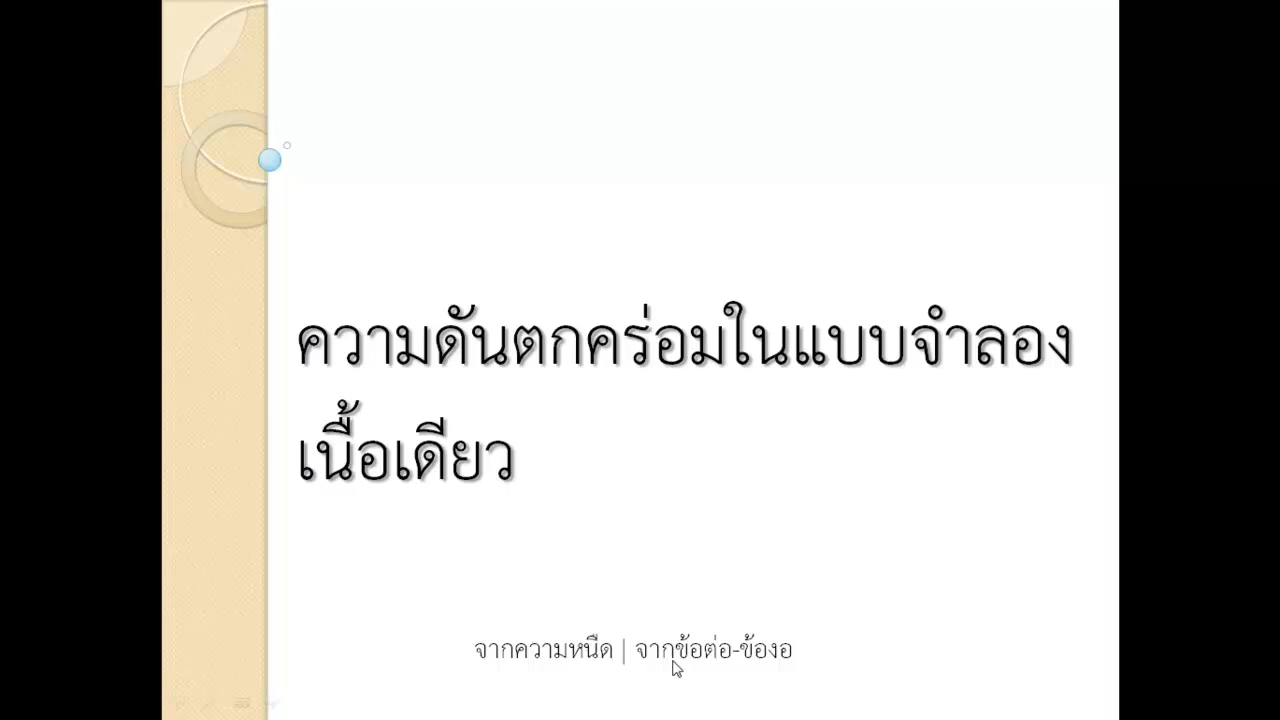 ความดันตกคร่อมในแบบจำลอง
เนื้อเดียว
จากความหนืด | จากข้อต่อ-ข้องอ